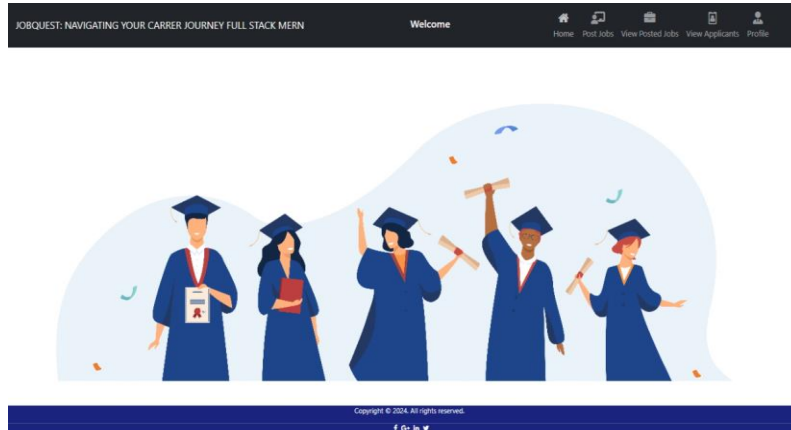 JOBQUEST: NAVIGATING YOUR CARRER JOURNEY FULL STACK MERN
Welcome
Home Post Jobs View Posted Jobs View Applicants Profile
Copyright © 2024. All rights reserved.